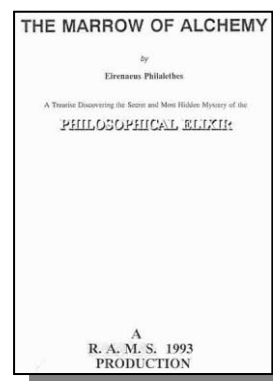 THE MARROW OF ALCHEMY
by
Eirenaeus Philalethes
A Treatise Discovering the Secret and Most Hidden Mystery of the
PHILOSOPHICAL ELIXIR
A
R. A. M. S. 1993
PRODUCTION